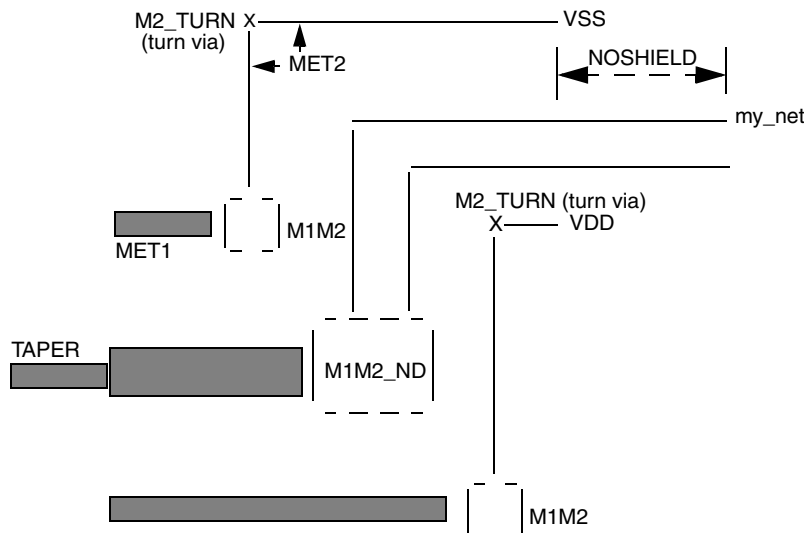 M2_TURN X VSS
(turn via)
MET2
NOSHIELD
my_net
M2_TURN (turn via)
X VDD
M1M2
MET1
TAPER
M1M2_ND
M1M2